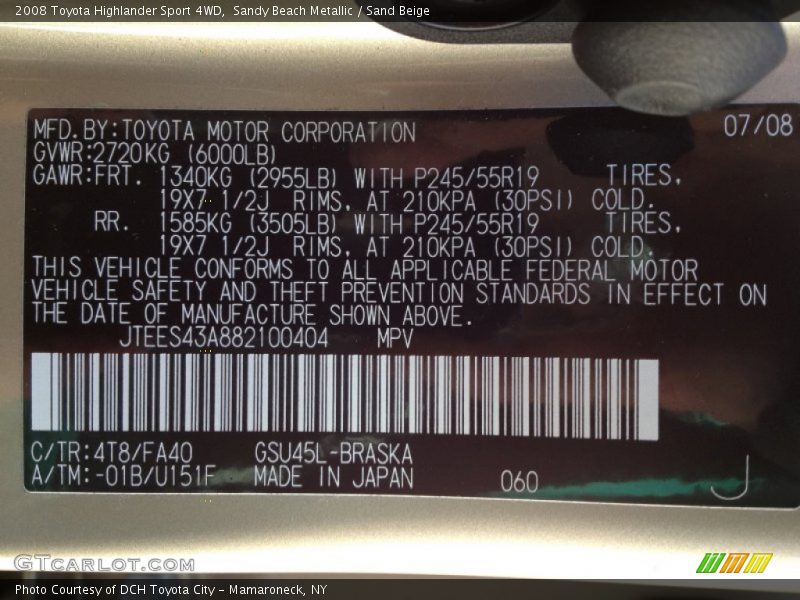 2008 Toyota Highlander Sport 4WD,  Sandy Beach Metallic / Sand Beige
MFD.BY:TOYOTA MOTOR CORPORATION 07/08
GVWR:2720KG (6000LB)
GAWR:FRT. 1340KG (2955LB) WITH P245/55R19 TIRES,
19X7 1/2J RIMS, AT 210KPA (30PSI) COLD.
RR. 1585KG (3505LB) WITH P245/55R19 TIRES,
19X7 1/2J RIMS, AT 210KPA (30PSI) COLD.
THIS VEHICLE CONFORMS TO ALL APPLICABLE FEDERAL MOTOR
VEHICLE SAFETY AND THEFT PREVENTION STANDARDS IN EFFECT ON
THE DATE OF MANUFACTURE SHOWN ABOVE.
JTEES43A882100404 MPV
C/TR:4T8/FA40 GSU45L-BRASKA
A/TM:-01B/U151F MADE IN JAPAN 060 J
GTCARLOT.COM
Photo Courtesy of DCH Toyota City – Mamaroneck, NY